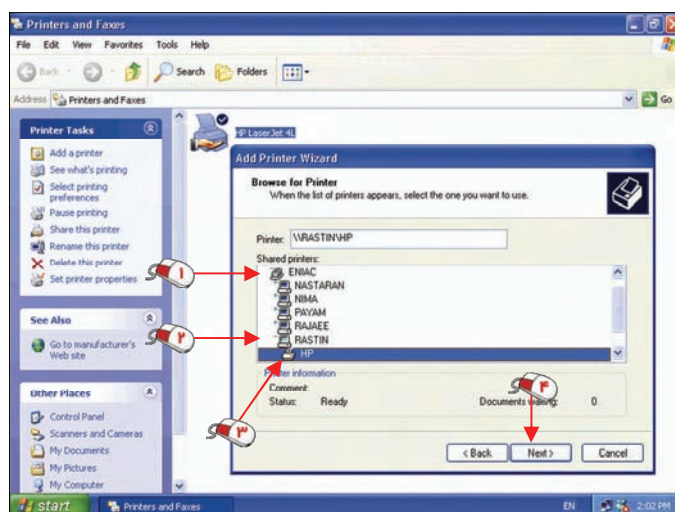 Printers and Faxes
File Edit View Favorites Tools Help
Back Search Folders
Address Printers and Faxes Go
Printer Tasks
Add a printer
See what's printing
Select printing
preferences
Pause printing
Share this printer
Rename this printer
Delete this printer
Set printer properties
See Also
Go to manufacturer's
Web site
Other Places
Control Panel
Scanners and Cameras
My Documents
My Pictures
My Computer
HP LaserJet 4L
Add Printer Wizard
Browse for Printer
When the list of printers appears, select the one you want to use.
Printer: \\RASTIN\HP
Shared printers:
ENIAC
NASTARAN
NIMA
PAYAM
RAJAEE
RASTIN
HP
Printer information
Comment:
Status: Ready Documents waiting: 0
< Back Next > Cancel
۱
۲
۳
۴
start Printers and Faxes EN 2:02 PM